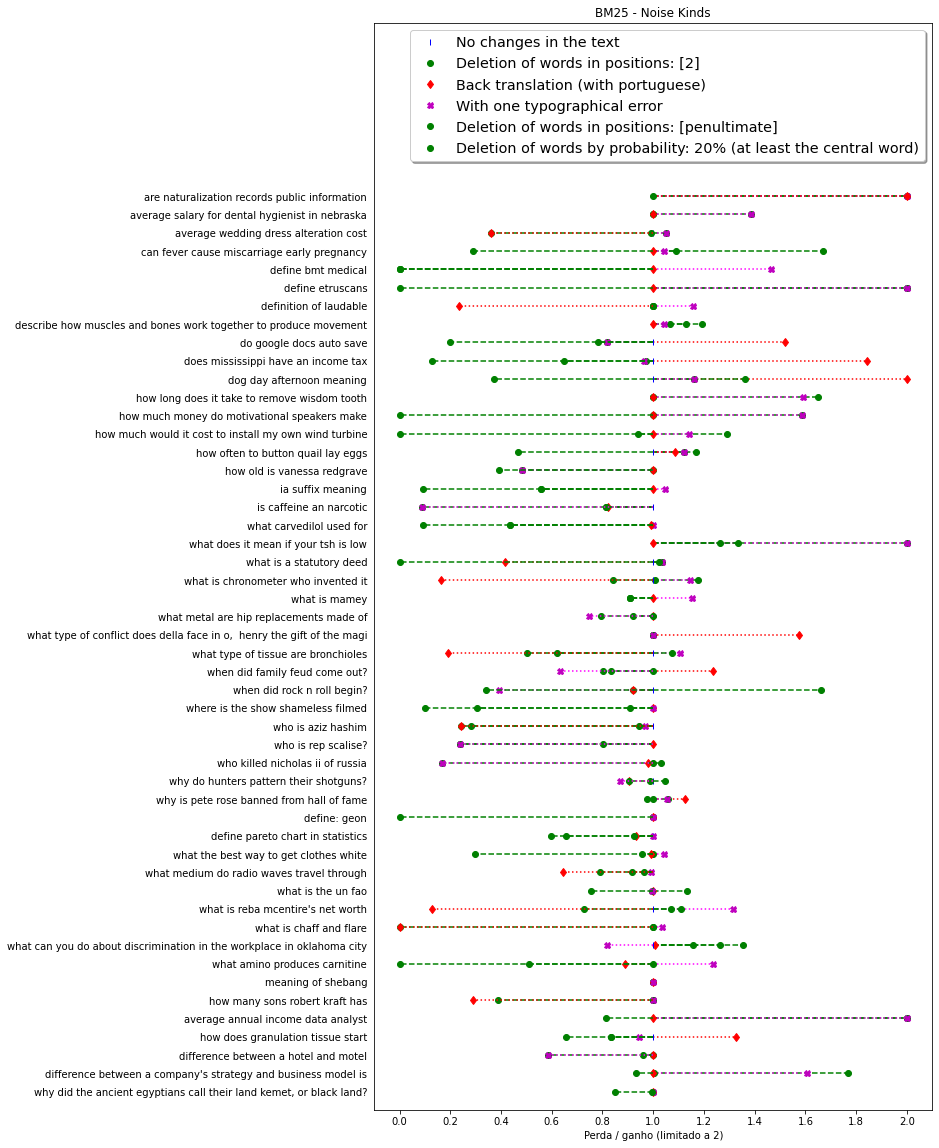 BM25 - Noise Kinds
No changes in the text
Deletion of words in positions: [2]
Back translation (with portuguese)
With one typographical error
Deletion of words in positions: [penultimate]
Deletion of words by probability: 20% (at least the central word)
are naturalization records public information
average salary for dental hygienist in nebraska
average wedding dress alteration cost
can fever cause miscarriage early pregnancy
define bmt medical
define etruscans
definition of laudable
describe how muscles and bones work together to produce movement
do google docs auto save
does mississippi have an income tax
dog day afternoon meaning
how long does it take to remove wisdom tooth
how much money do motivational speakers make
how much would it cost to install my own wind turbine
how often to button quail lay eggs
how old is vanessa redgrave
ia suffix meaning
is caffeine an narcotic
what carvedilol used for
what does it mean if your tsh is low
what is a statutory deed
what is chronometer who invented it
what is mamey
what metal are hip replacements made of
what type of conflict does della face in o,  henry the gift of the magi
what type of tissue are bronchioles
when did family feud come out?
when did rock n roll begin?
where is the show shameless filmed
who is aziz hashim
who is rep scalise?
who killed nicholas ii of russia
why do hunters pattern their shotguns?
why is pete rose banned from hall of fame
define: geon
define pareto chart in statistics
what the best way to get clothes white
what medium do radio waves travel through
what is the un fao
what is reba mcentire's net worth
what is chaff and flare
what can you do about discrimination in the workplace in oklahoma city
what amino produces carnitine
meaning of shebang
how many sons robert kraft has
average annual income data analyst
how does granulation tissue start
difference between a hotel and motel
difference between a company's strategy and business model is
why did the ancient egyptians call their land kemet, or black land?
0.0 0.2 0.4 0.6 0.8 1.0 1.2 1.4 1.6 1.8 2.0
Perda / ganho (limitado a 2)